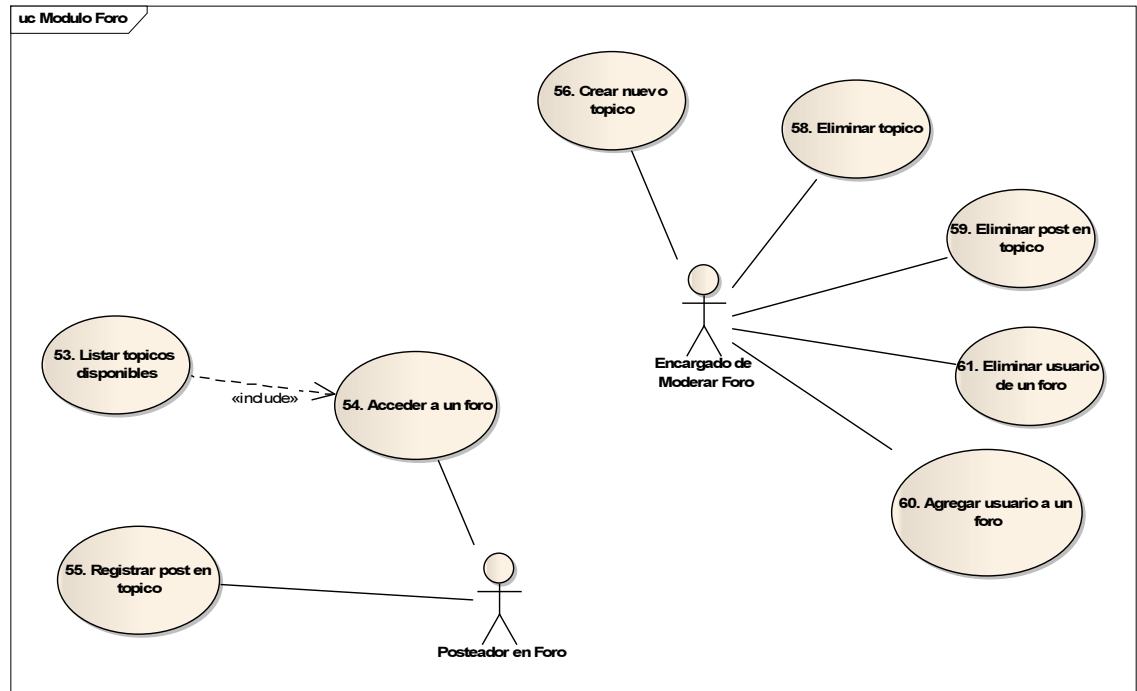 uc Modulo Foro
56. Crear nuevo
topico
58. Eliminar topico
59. Eliminar post en
topico
53. Listar topicos
disponibles
«include»
54. Acceder a un foro
Encargado de
Moderar Foro
61. Eliminar usuario
de un foro
60. Agregar usuario a un
foro
55. Registrar post en
topico
Posteador en Foro